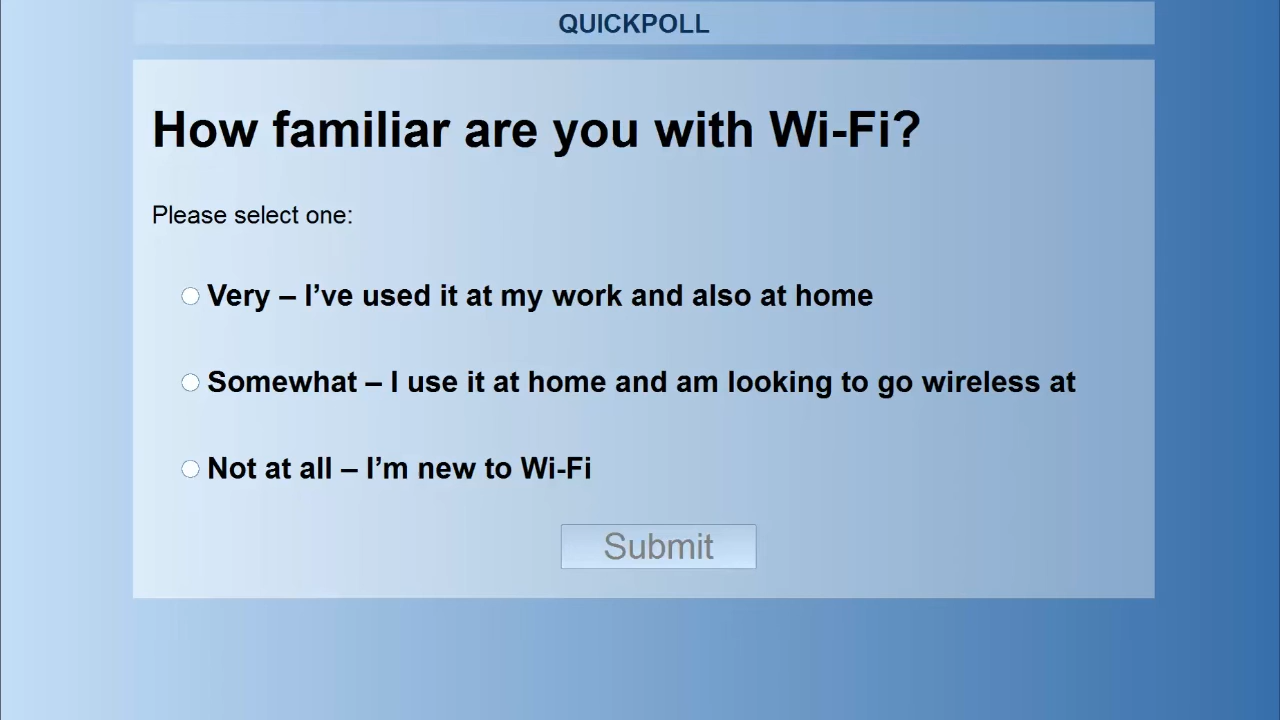 QUICKPOLL
How familiar are you with Wi-Fi?
Please select one:
Very – I’ve used it at my work and also at home
Somewhat – I use it at home and am looking to go wireless at
Not at all – I’m new to Wi-Fi
Submit